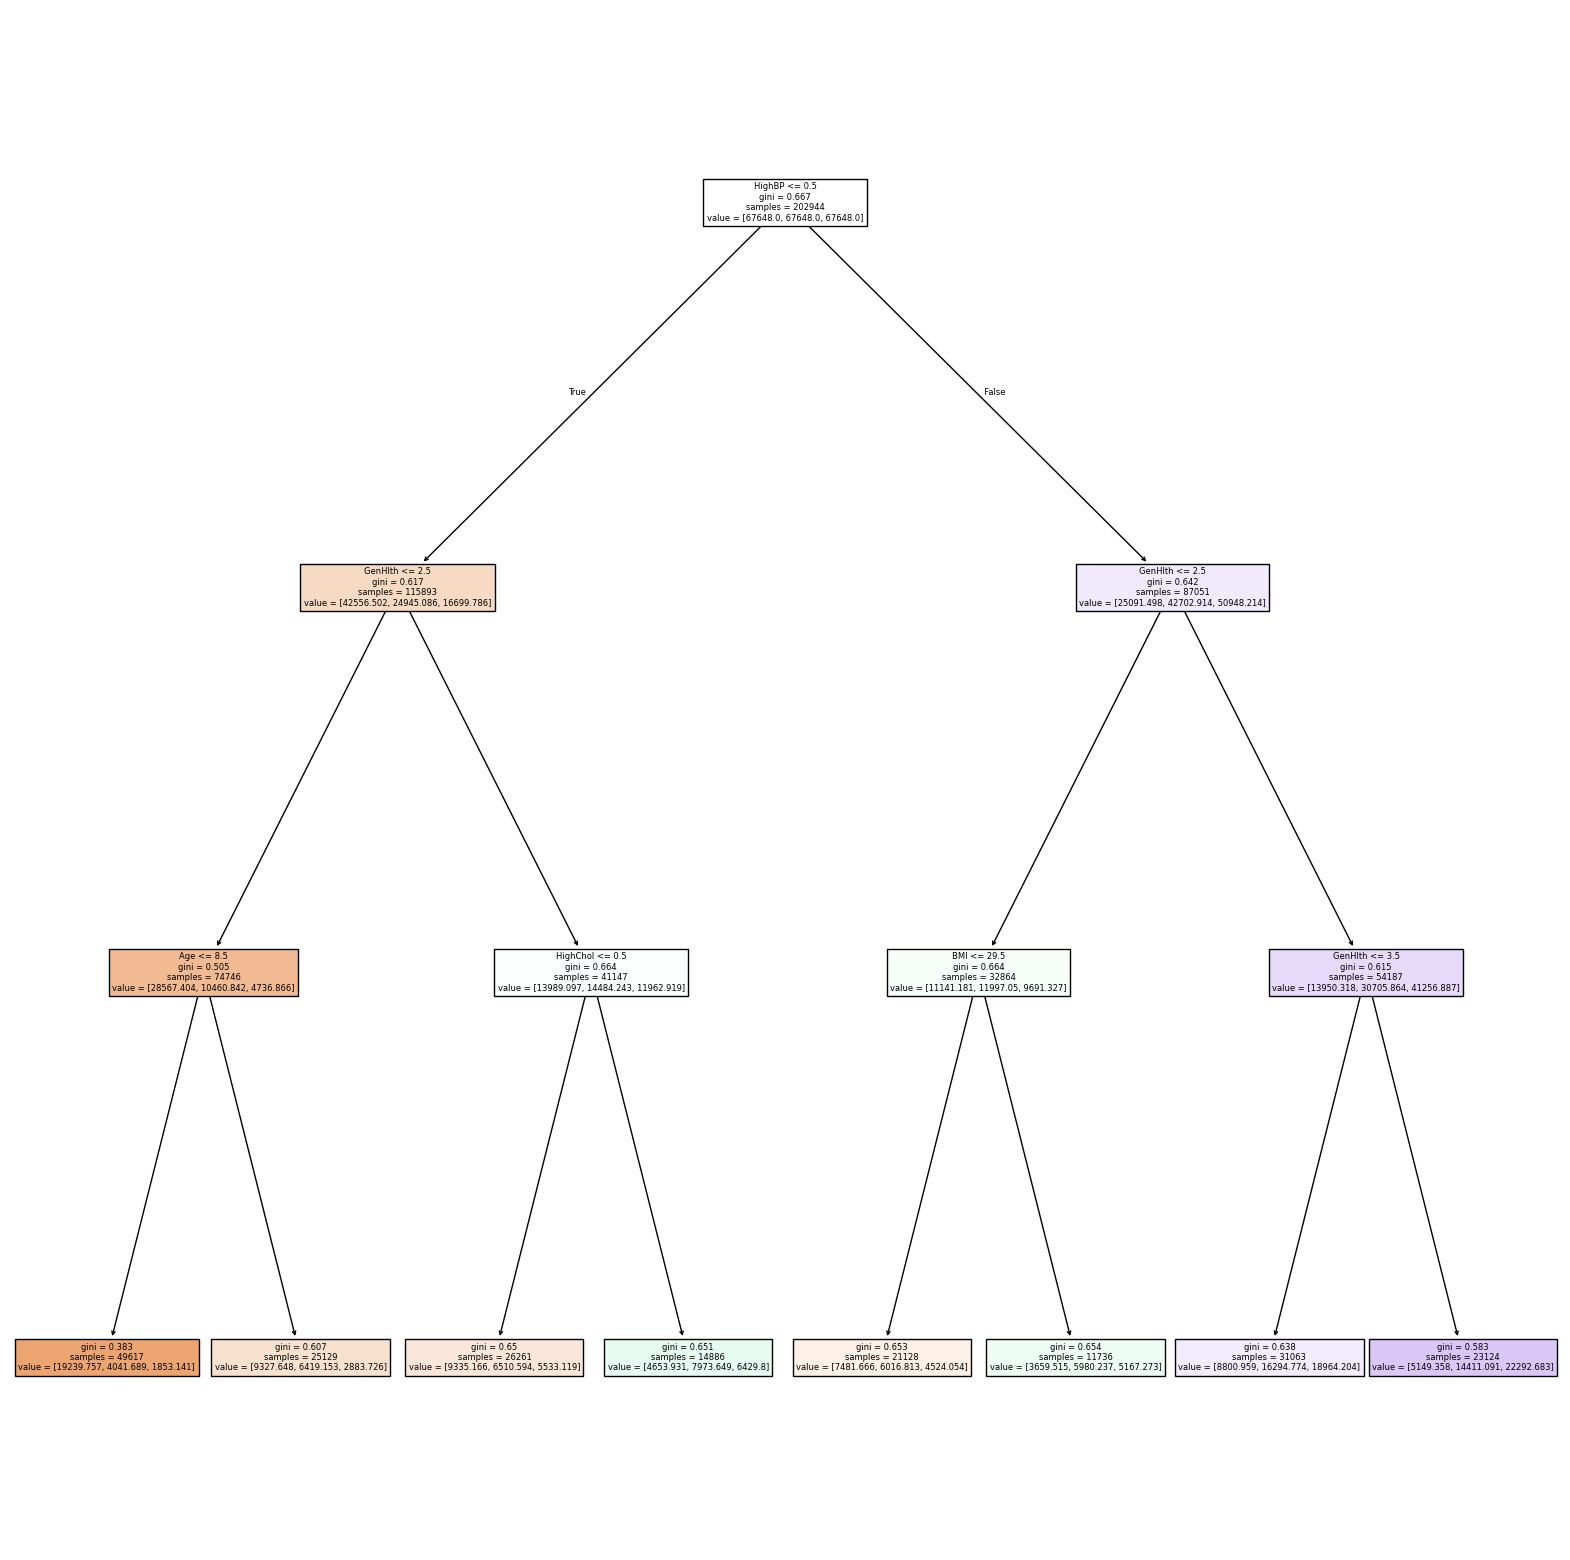 HighBP <= 0.5
gini = 0.667
samples = 202944
value = [67648.0, 67648.0, 67648.0]
True
False
GenHlth <= 2.5
gini = 0.617
samples = 115893
value = [42556.502, 24945.086, 16699.786]
GenHlth <= 2.5
gini = 0.642
samples = 87051
value = [25091.498, 42702.914, 50948.214]
Age <= 8.5
gini = 0.505
samples = 74746
value = [28567.404, 10460.842, 4736.866]
HighChol <= 0.5
gini = 0.664
samples = 41147
value = [13989.097, 14484.243, 11962.919]
BMI <= 29.5
gini = 0.664
samples = 32864
value = [11141.181, 11997.05, 9691.327]
GenHlth <= 3.5
gini = 0.615
samples = 54187
value = [13950.318, 30705.864, 41256.887]
gini = 0.383
samples = 49617
value = [19239.757, 4041.689, 1853.141]
gini = 0.607
samples = 25129
value = [9327.648, 6419.153, 2883.726]
gini = 0.65
samples = 26261
value = [9335.166, 6510.594, 5533.119]
gini = 0.651
samples = 14886
value = [4653.931, 7973.649, 6429.8]
gini = 0.653
samples = 21128
value = [7481.666, 6016.813, 4524.054]
gini = 0.654
samples = 11736
value = [3659.515, 5980.237, 5167.273]
gini = 0.638
samples = 31063
value = [8800.959, 16294.774, 18964.204]
gini = 0.583
samples = 23124
value = [5149.358, 14411.091, 22292.683]